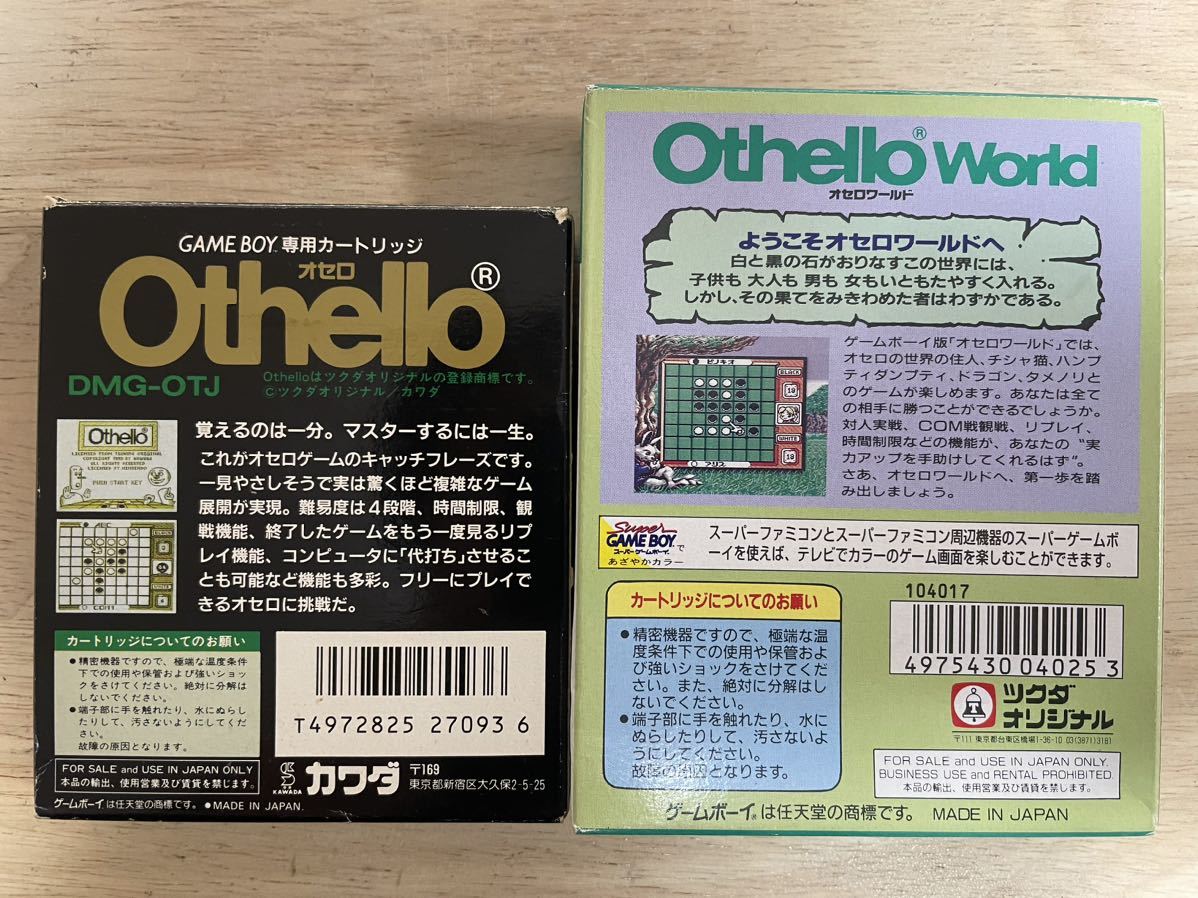 GAME BOY™専用カートリッジ
オセロ
Othello®
DMG-OTJ
Othelloはツクダオリジナルの登録商標です。
©ツクダオリジナル/カワダ
Othello
PUSH START KEY
覚えるのは一分。マスターするには一生。
これがオセロゲームのキャッチフレーズです。
一見やさしそうで実は驚くほど複雑なゲーム
展開が実現。難易度は4段階、時間制限、観
戦機能、終了したゲームをもう一度見るリプ
レイ機能、コンピュータに「代打ち」させるこ
とも可能など機能も多彩。フリーにプレイで
きるオセロに挑戦だ。
COM.
カートリッジについてのお願い
●精密機器ですので、極端な温度条件
下での使用や保管および強いショッ
クをさけてください。絶対に分解は
しないでください。
●端子部に手を触れたり、水にぬらし
たりして、汚さないようにしてくだ
さい。
故障の原因となります。
FOR SALE and USE IN JAPAN ONLY
本品の輸出、使用営業及び賃貸を禁じます。
T4972825 27093 6
KAWADA
カワダ
〒169
東京都新宿区大久保2-5-25
ゲームボーイは任天堂の商標です。 ●MADE IN JAPAN.
Othello® World
オセロワールド
ようこそオセロワールドへ
白と黒の石がおりなすこの世界には、
子供も 大人も 男も 女もいともたやすく入れる。
しかし、その果てをみきわめた者はわずかである。
ピノキオ
BLACK
WHITE
アリス
ゲームボーイ版「オセロワールド」では、
オセロの世界の住人、チシャ猫、ハンプ
ティダンプティ、ドラゴン、タメノリと
のゲームが楽しめます。あなたは全て
の相手に勝つことができるでしょうか。
対人実戦、COM戦観戦、リプレイ、
時間制限などの機能が、あなたの“実
力アップを手助けしてくれるはず”。
さあ、オセロワールドへ、第一歩を踏
み出しましょう。
Super
GAME BOY
スーパーゲームボーイ で
あざやかカラー
スーパーファミコンとスーパーファミコン周辺機器のスーパーゲームボ
ーイを使えば、テレビでカラーのゲーム画面を楽しむことができます。
カートリッジについてのお願い
●精密機器ですので、極端な温
度条件下での使用や保管およ
び強いショックをさけてくだ
さい。また、絶対に分解はし
ないでください。
●端子部に手を触れたり、水に
ぬらしたりして、汚さないよ
うにしてください。
故障の原因となります。
104017
4975430 04025 3
ツクダ
オリジナル
〒111 東京都台東区橋場1-36-10 03(3871)3181
FOR SALE and USE IN JAPAN ONLY.
BUSINESS USE and RENTAL PROHIBITED.
本品の輸出、使用営業及び賃貸を禁じます。
ゲームボーイ®は任天堂の商標です。 MADE IN JAPAN